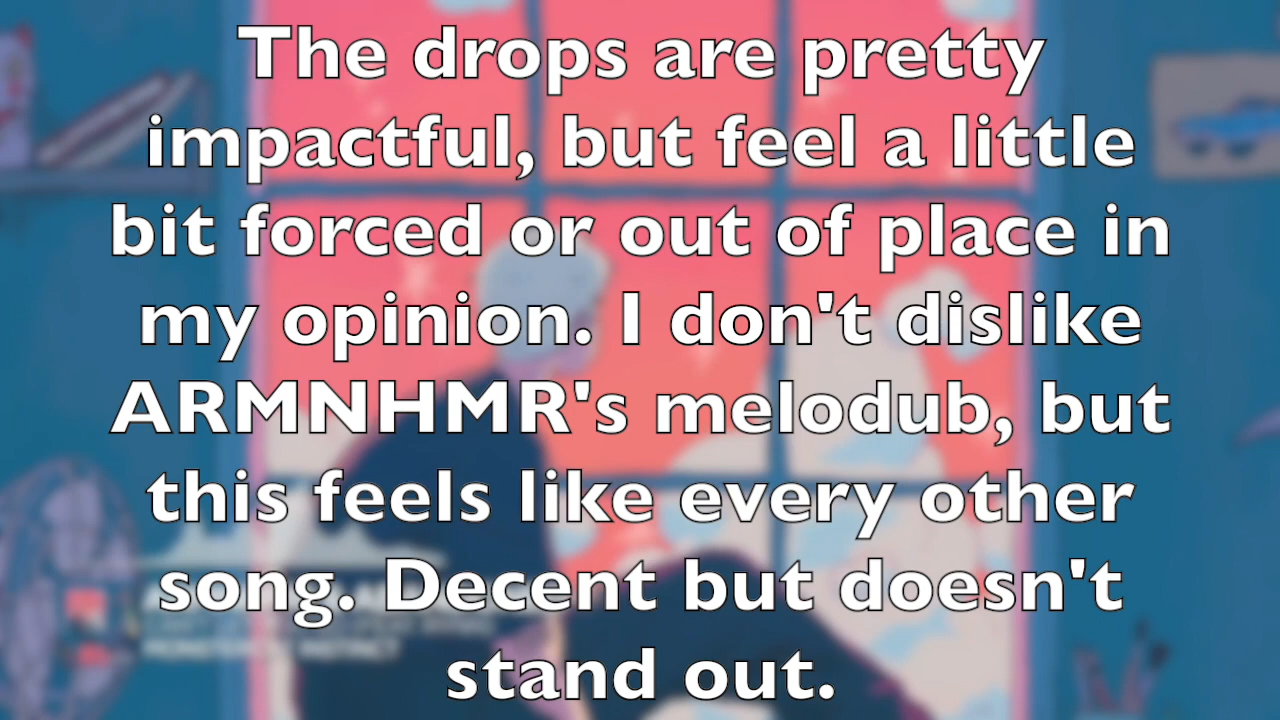 The drops are pretty
impactful, but feel a little
bit forced or out of place in
my opinion. I don't dislike
ARMNHMR's melodub, but
this feels like every other
song. Decent but doesn't
stand out.